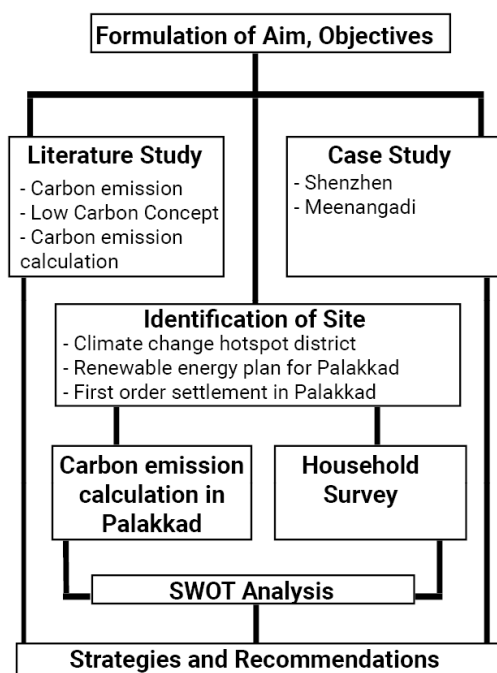 Formulation of Aim, Objectives
Literature Study
- Carbon emission
- Low Carbon Concept
- Carbon emission
calculation
Case Study
- Shenzhen
- Meenangadi
Identification of Site
- Climate change hotspot district
- Renewable energy plan for Palakkad
- First order settlement in Palakkad
Carbon emission
calculation in
Palakkad
Household
Survey
SWOT Analysis
Strategies and Recommendations